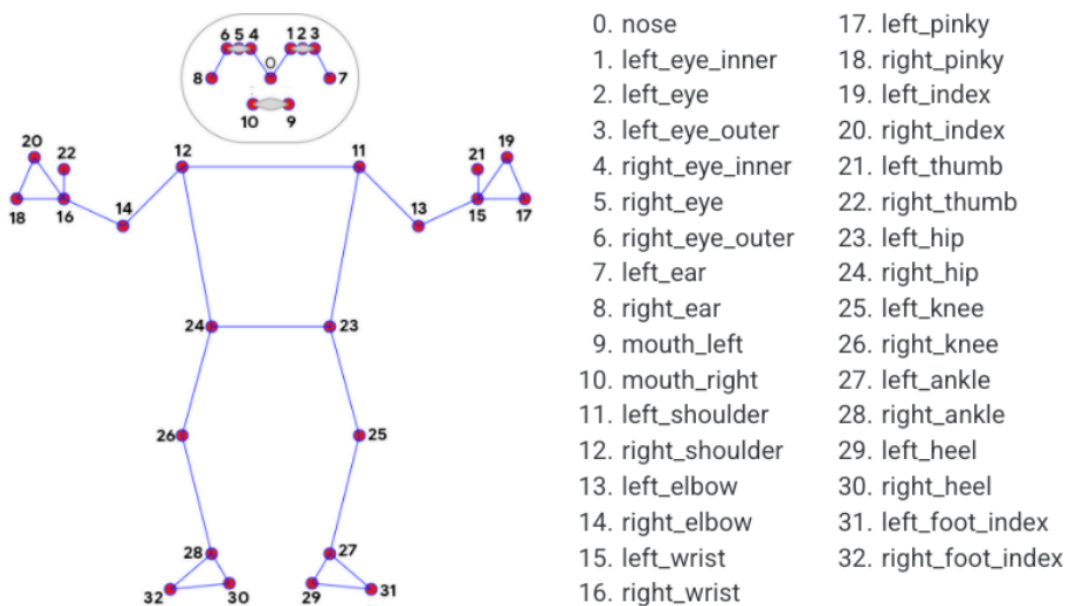 6 5 4 1 2 3
0
8 7
10 9
20 22 12 11 21 19
18 16 14 13 15 17
24 23
26 25
28 27
32 30 29 31
0. nose
1. left_eye_inner
2. left_eye
3. left_eye_outer
4. right_eye_inner
5. right_eye
6. right_eye_outer
7. left_ear
8. right_ear
9. mouth_left
10. mouth_right
11. left_shoulder
12. right_shoulder
13. left_elbow
14. right_elbow
15. left_wrist
16. right_wrist
17. left_pinky
18. right_pinky
19. left_index
20. right_index
21. left_thumb
22. right_thumb
23. left_hip
24. right_hip
25. left_knee
26. right_knee
27. left_ankle
28. right_ankle
29. left_heel
30. right_heel
31. left_foot_index
32. right_foot_index